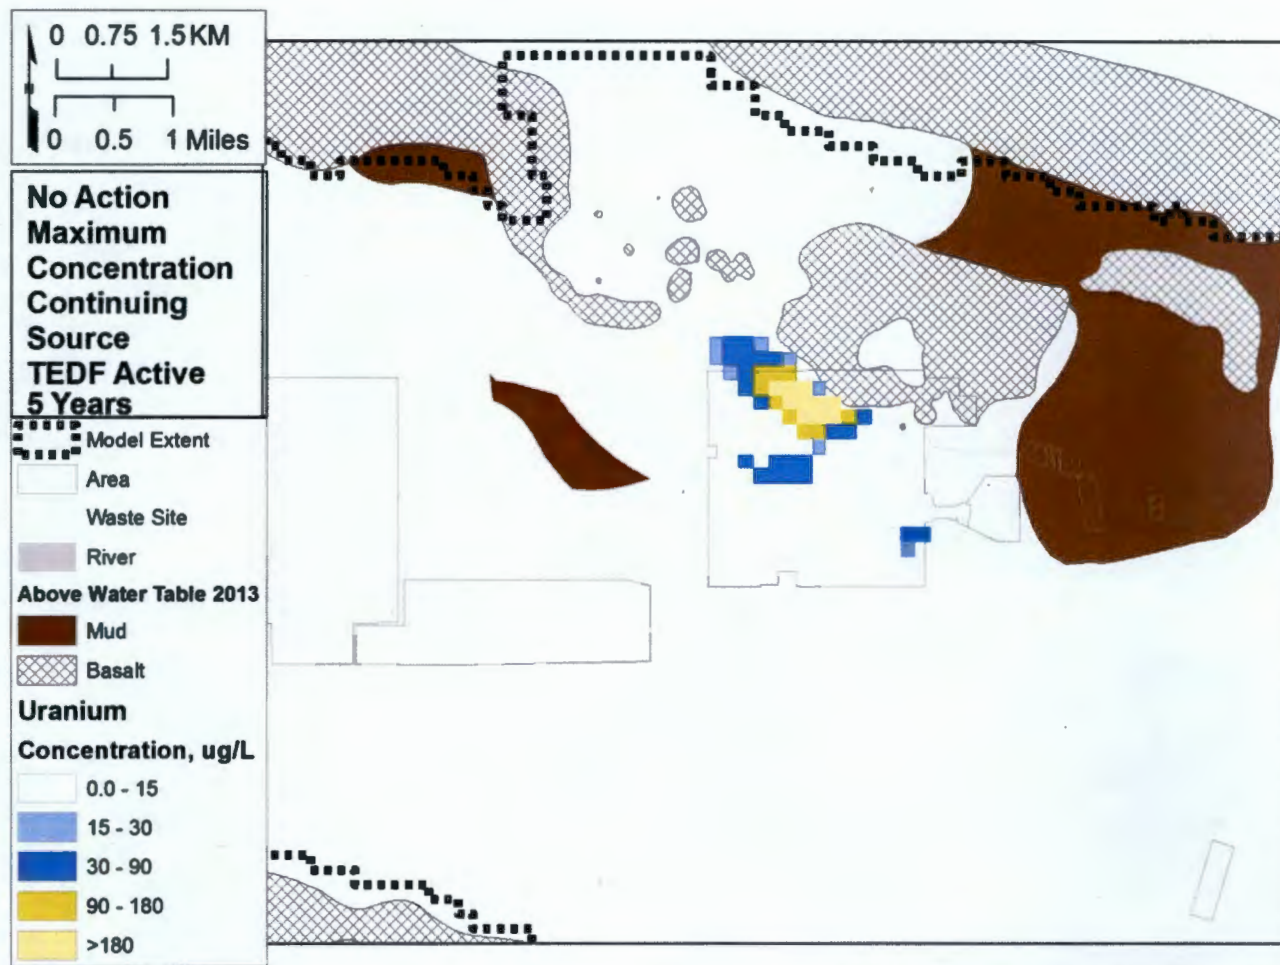 0 0.75 1.5 KM
0 0.5 1 Miles
No Action
Maximum
Concentration
Continuing
Source
TEDF Active
5 Years
Model Extent
Area
Waste Site
River
Above Water Table 2013
Mud
Basalt
Uranium
Concentration, ug/L
0.0 - 15
15 - 30
30 - 90
90 - 180
>180